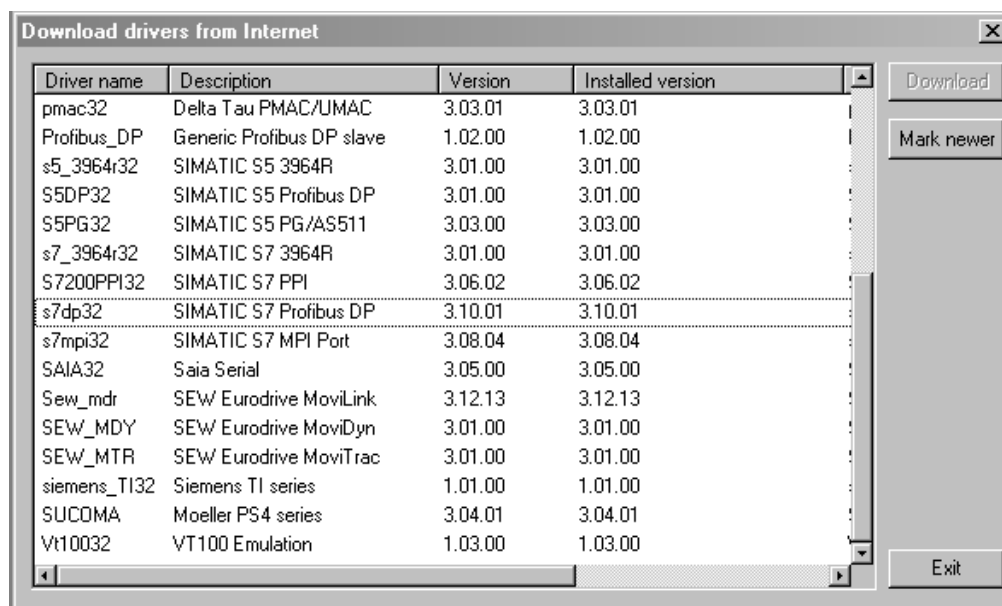 Download drivers from Internet
Driver name Description Version Installed version
Download
pmac32 Delta Tau PMAC/UMAC 3.03.01 3.03.01
Profibus_DP Generic Profibus DP slave 1.02.00 1.02.00
Mark newer
s5_3964r32 SIMATIC S5 3964R 3.01.00 3.01.00
S5DP32 SIMATIC S5 Profibus DP 3.01.00 3.01.00
S5PG32 SIMATIC S5 PG/AS511 3.03.00 3.03.00
s7_3964r32 SIMATIC S7 3964R 3.01.00 3.01.00
S7200PPI32 SIMATIC S7 PPI 3.06.02 3.06.02
s7dp32 SIMATIC S7 Profibus DP 3.10.01 3.10.01
s7mpi32 SIMATIC S7 MPI Port 3.08.04 3.08.04
SAIA32 Saia Serial 3.05.00 3.05.00
Sew_mdr SEW Eurodrive MoviLink 3.12.13 3.12.13
SEW_MDY SEW Eurodrive MoviDyn 3.01.00 3.01.00
SEW_MTR SEW Eurodrive MoviTrac 3.01.00 3.01.00
siemens_TI32 Siemens TI series 1.01.00 1.01.00
SUCOMA Moeller PS4 series 3.04.01 3.04.01
Vt10032 VT100 Emulation 1.03.00 1.03.00
Exit